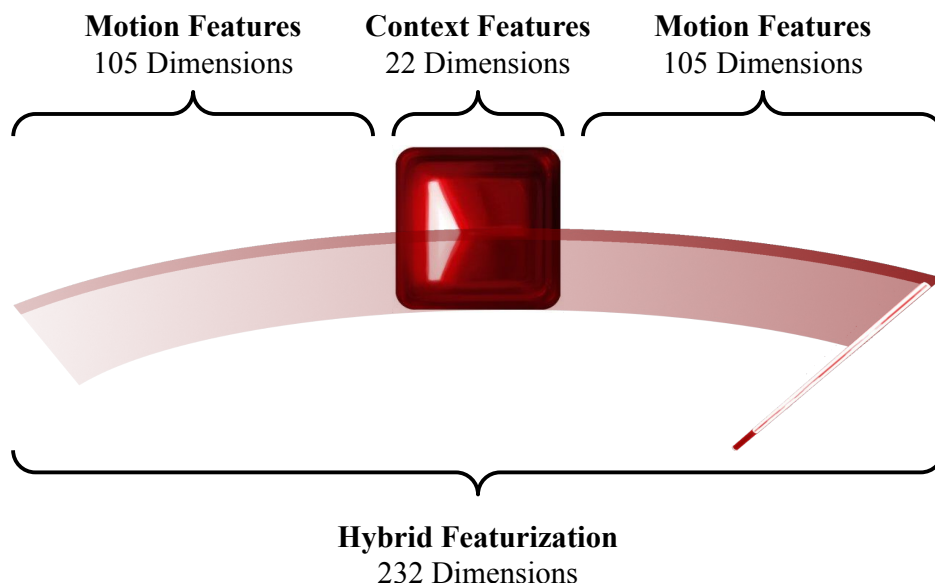 Motion Features
105 Dimensions
Context Features
22 Dimensions
Motion Features
105 Dimensions
Hybrid Featurization
232 Dimensions